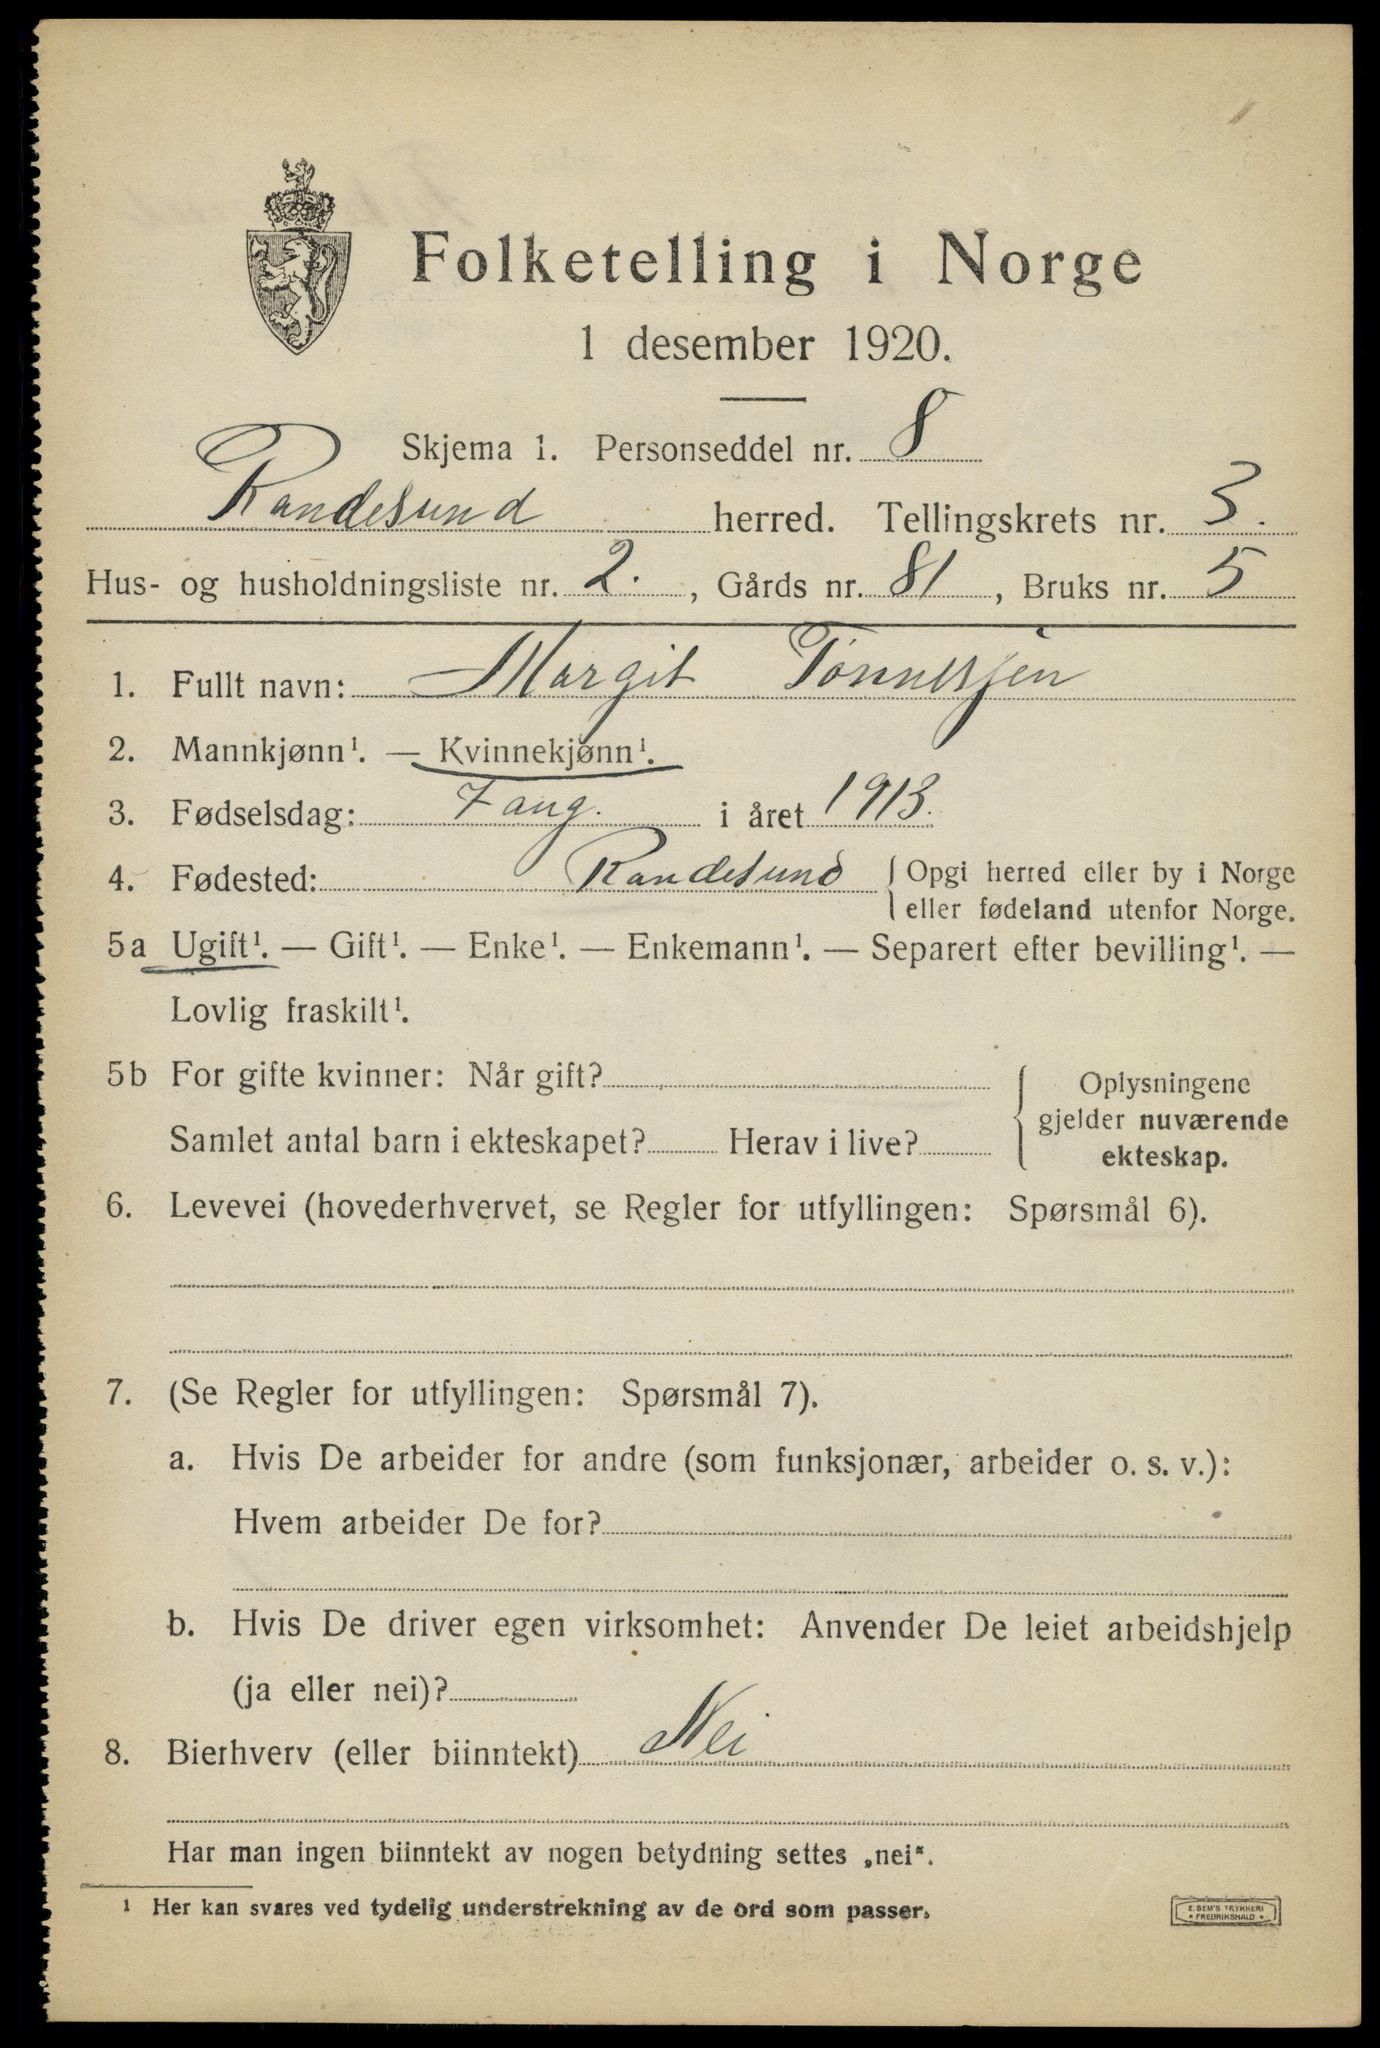 Folketelling i Norge
1 desember 1920.
Skjema 1. Personseddel nr. 8
Randesund herred. Tellingskrets nr. 3.
Hus- og husholdningsliste nr. 2. , Gårds nr. 81 , Bruks nr. 5
1. Fullt navn: Margit Tønnessen
2. Mannkjønn¹. — Kvinnekjønn¹.
3. Fødselsdag: 7 aug. i året 1913.
4. Fødested: Randesund { Opgi herred eller by i Norge
eller fødeland utenfor Norge.
5a Ugift¹. — Gift¹. — Enke¹. — Enkemann¹. — Separert efter bevilling¹. —
Lovlig fraskilt¹.
5b For gifte kvinner: Når gift?
Samlet antal barn i ekteskapet? Herav i live?
{ Oplysningene
gjelder nuværende
ekteskap.
6. Levevei (hovederhvervet, se Regler for utfyllingen: Spørsmål 6).
7. (Se Regler for utfyllingen: Spørsmål 7).
a. Hvis De arbeider for andre (som funksjonær, arbeider o. s. v.):
Hvem arbeider De for?
b. Hvis De driver egen virksomhet: Anvender De leiet arbeidshjelp
(ja eller nei)?
8. Bierhverv (eller biinntekt) Nei
Har man ingen biinntekt av nogen betydning settes „nei“.
¹ Her kan svares ved tydelig understrekning av de ord som passer.
E. SEM'S TRYKKERI
• FREDRIKSHALD •